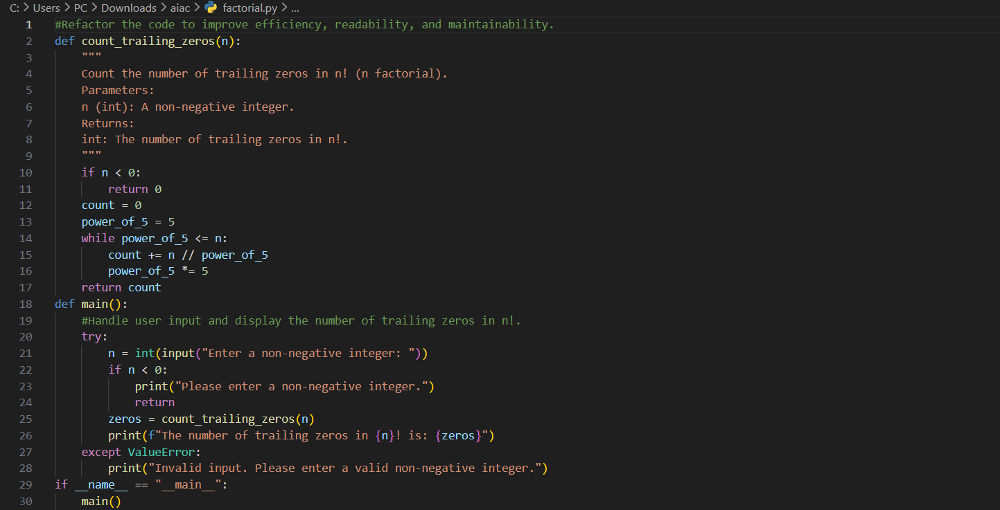 C: > Users > PC > Downloads > aiac > factorial.py > ...
1 #Refactor the code to improve efficiency, readability, and maintainability.
2 def count_trailing_zeros(n):
3     """
4     Count the number of trailing zeros in n! (n factorial).
5     Parameters:
6     n (int): A non-negative integer.
7     Returns:
8     int: The number of trailing zeros in n!.
9     """
10     if n < 0:
11         return 0
12     count = 0
13     power_of_5 = 5
14     while power_of_5 <= n:
15         count += n // power_of_5
16         power_of_5 *= 5
17     return count
18 def main():
19     #Handle user input and display the number of trailing zeros in n!.
20     try:
21         n = int(input("Enter a non-negative integer: "))
22         if n < 0:
23             print("Please enter a non-negative integer.")
24             return
25         zeros = count_trailing_zeros(n)
26         print(f"The number of trailing zeros in {n}! is: {zeros}")
27     except ValueError:
28         print("Invalid input. Please enter a valid non-negative integer.")
29 if __name__ == "__main__":
30     main()